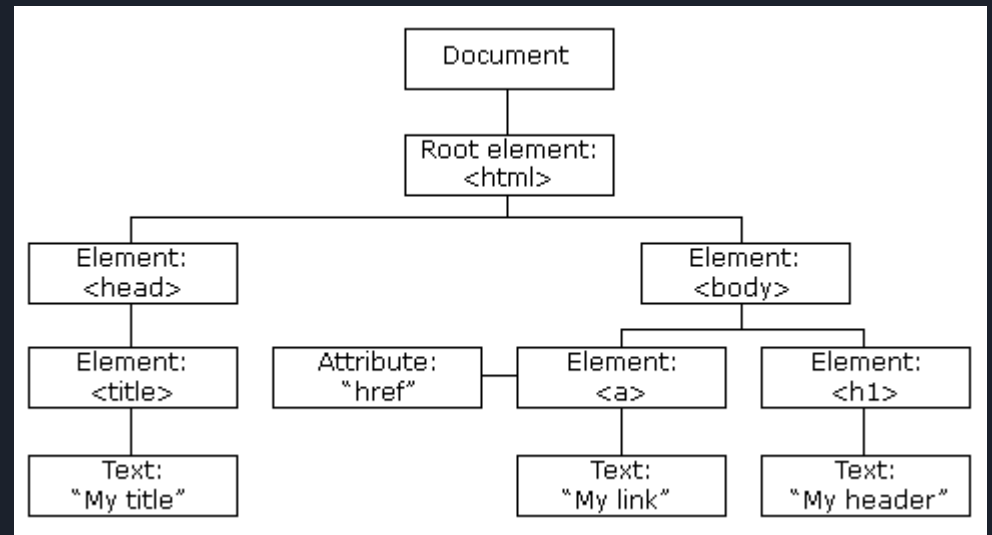 Document
Root element:
<html>
Element:
<head>
Element:
<body>
Element:
<title>
Attribute:
“href”
Element:
<a>
Element:
<h1>
Text:
“My title”
Text:
“My link”
Text:
“My header”